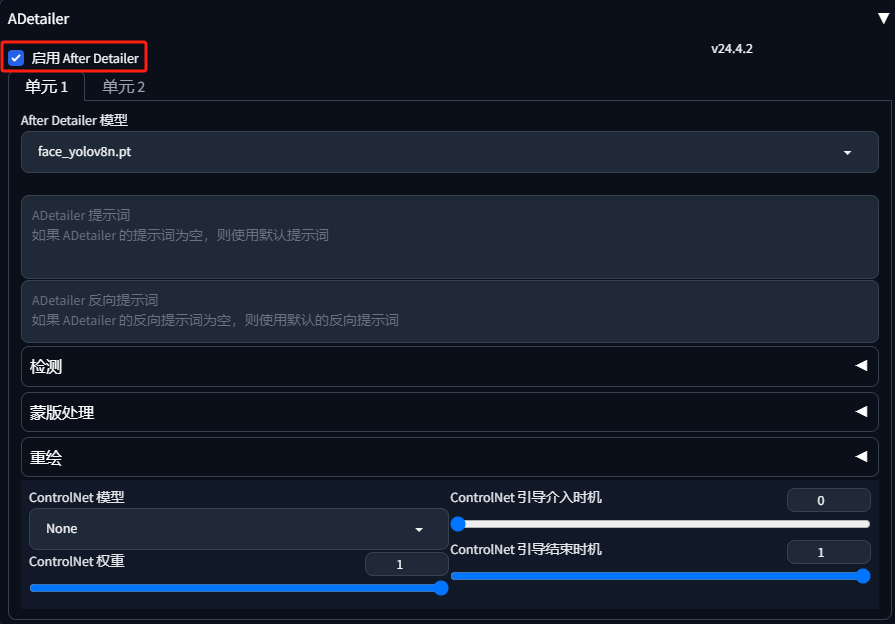 ADetailer
启用 After Detailer
v24.4.2
单元 1
单元 2
After Detailer 模型
face_yolov8n.pt
ADetailer 提示词
如果 ADetailer 的提示词为空，则使用默认提示词
ADetailer 反向提示词
如果 ADetailer 的反向提示词为空，则使用默认的反向提示词
检测
蒙版处理
重绘
ControlNet 模型
None
ControlNet 权重
1
ControlNet 引导介入时机
0
ControlNet 引导结束时机
1